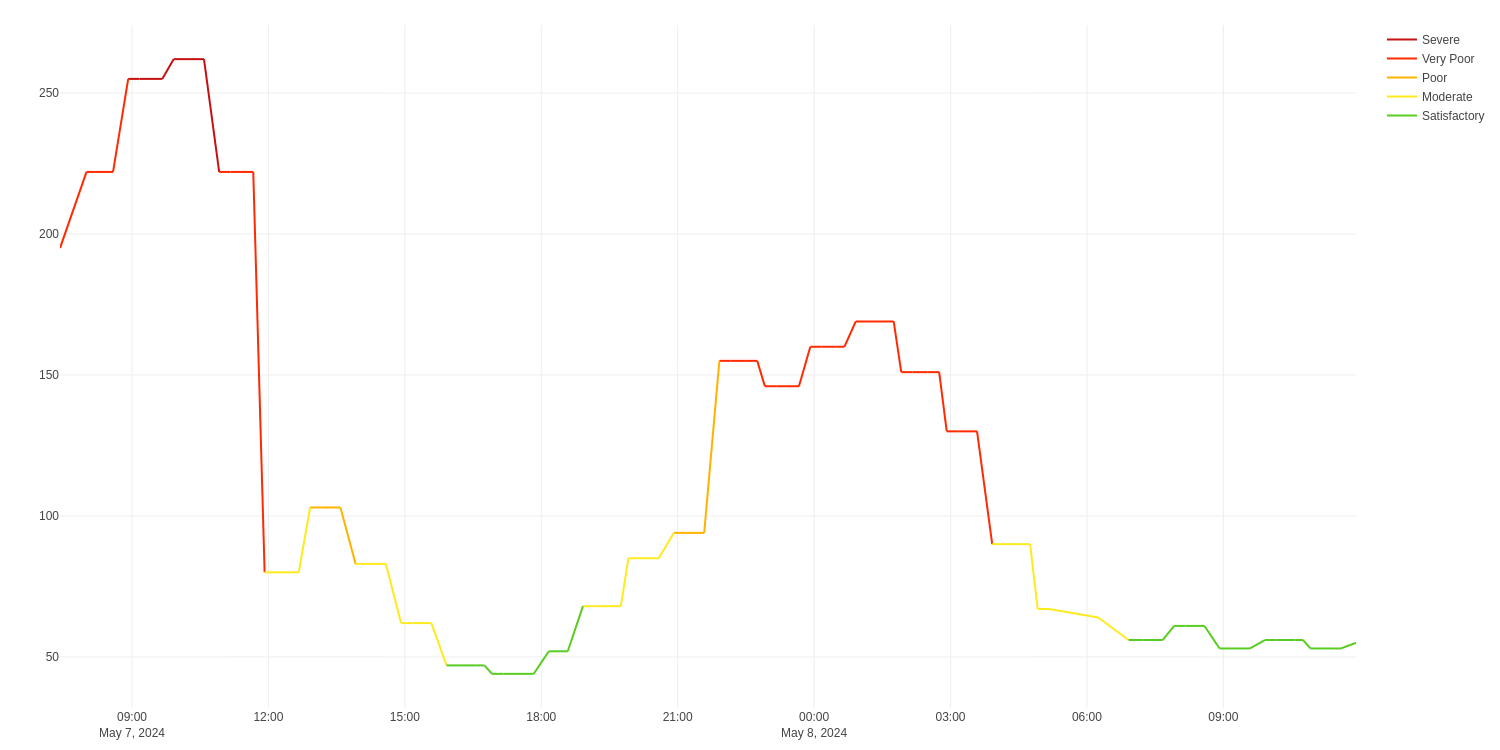 250
200
150
100
50
09:00
May 7, 2024
12:00
15:00
18:00
21:00
00:00
May 8, 2024
03:00
06:00
09:00
Severe
Very Poor
Poor
Moderate
Satisfactory